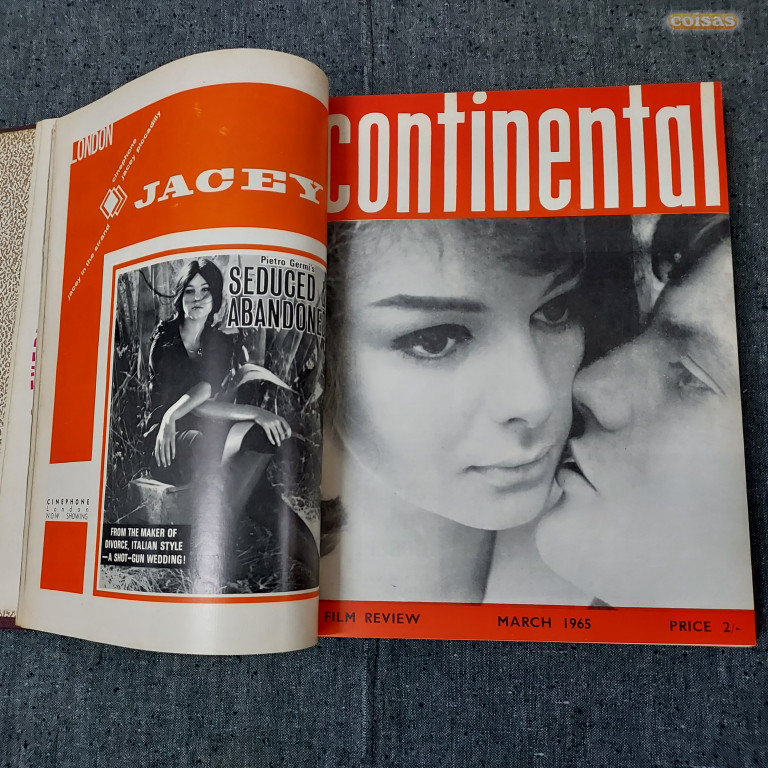 coisas
LONDON
cinephone
jacey piccadilly
jacey in the strand
JACEY
Pietro Germi's
SEDUCED &
ABANDONE
FROM THE MAKER OF
DIVORCE, ITALIAN STYLE
—A SHOT-GUN WEDDING!
CINEPHONE
London
NOW SHOWING
continental
FILM REVIEW MARCH 1965 PRICE 2/-